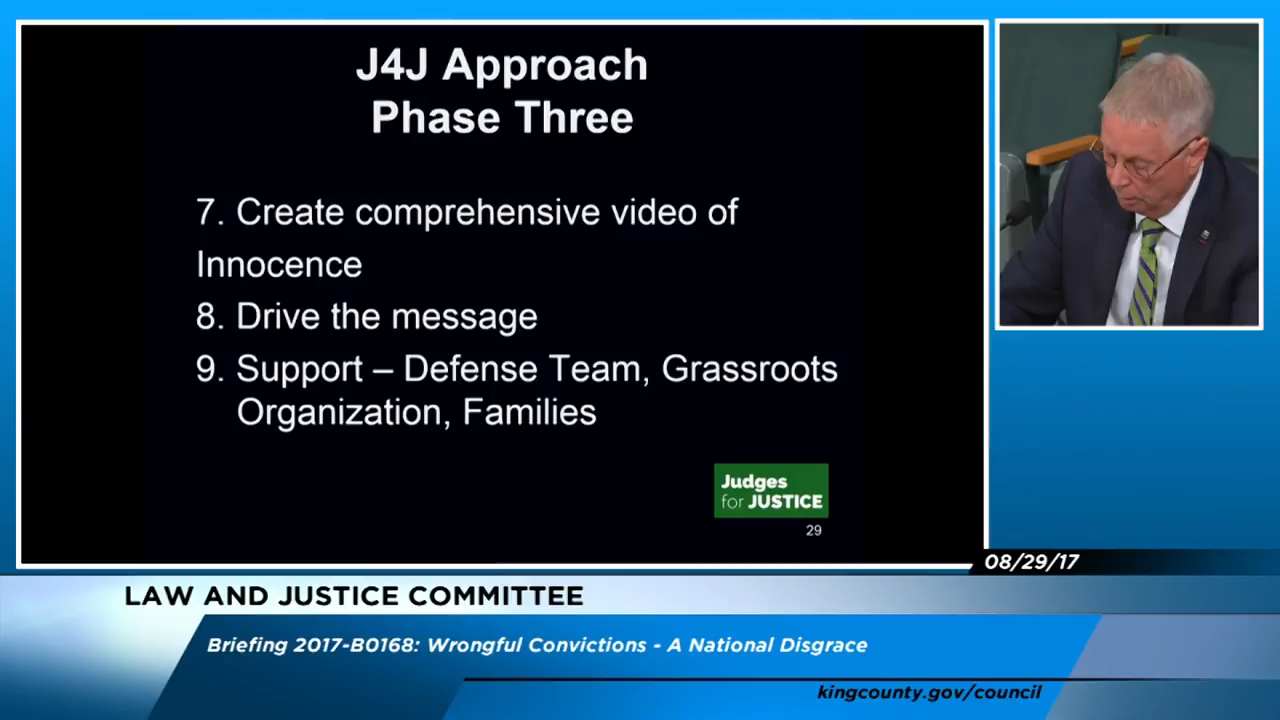 J4J Approach
Phase Three
7. Create comprehensive video of
Innocence
8. Drive the message
9. Support – Defense Team, Grassroots
Organization, Families
Judges
for JUSTICE
29
08/29/17
LAW AND JUSTICE COMMITTEE
Briefing 2017-B0168: Wrongful Convictions - A National Disgrace
kingcounty.gov/council